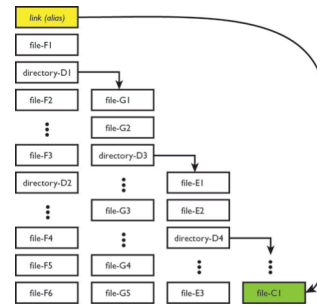 link (alias)
file-F1
directory-D1
file-F2 file-G1
file-G2
file-F3 directory-D3
directory-D2 file-E1
file-G3 file-E2
file-F4 directory-D4
file-F5 file-G4
file-F6 file-G5 file-E3 file-C1